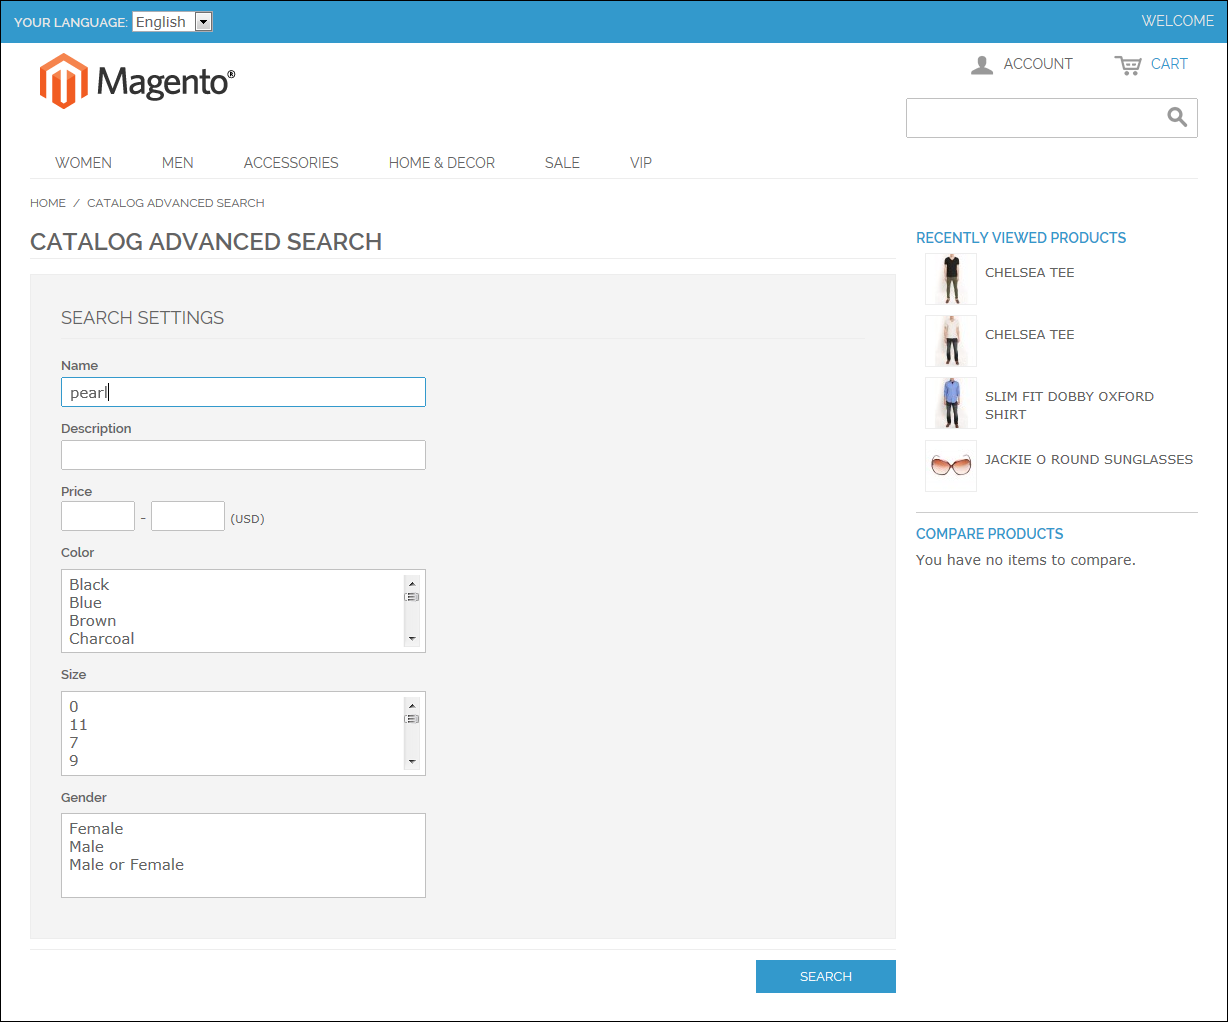 YOUR LANGUAGE: English
WELCOME
Magento®
ACCOUNT
CART
WOMEN MEN ACCESSORIES HOME & DECOR SALE VIP
HOME / CATALOG ADVANCED SEARCH
CATALOG ADVANCED SEARCH
SEARCH SETTINGS
Name
pearl
Description
Price
- (USD)
Color
Black
Blue
Brown
Charcoal
Size
0
11
7
9
Gender
Female
Male
Male or Female
SEARCH
RECENTLY VIEWED PRODUCTS
CHELSEA TEE
CHELSEA TEE
SLIM FIT DOBBY OXFORD
SHIRT
JACKIE O ROUND SUNGLASSES
COMPARE PRODUCTS
You have no items to compare.